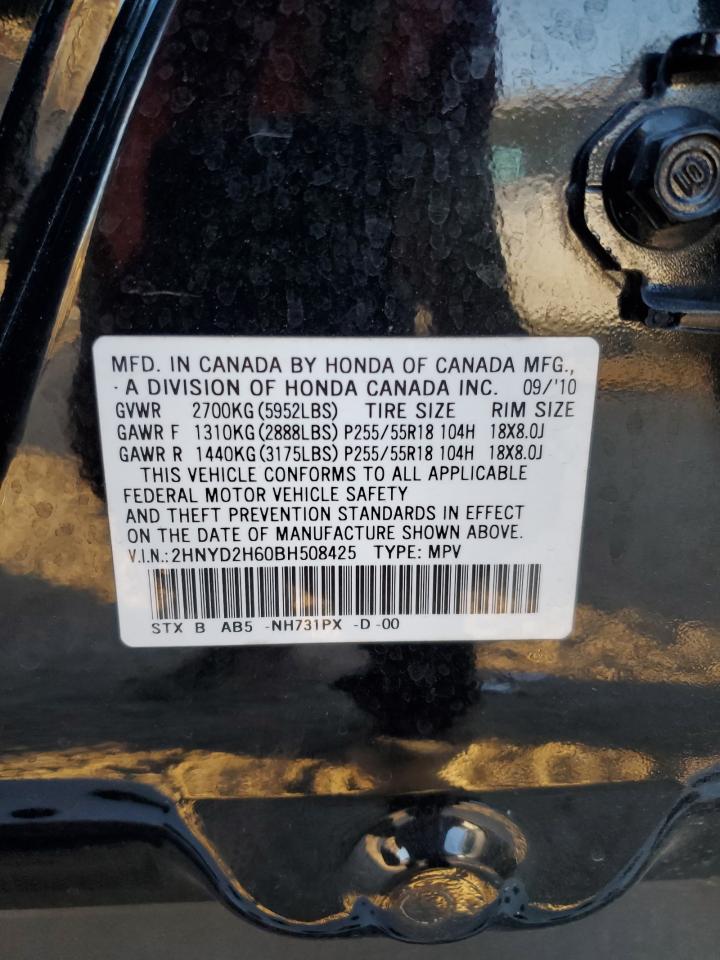 MFD. IN CANADA BY HONDA OF CANADA MFG.,
A DIVISION OF HONDA CANADA INC. 09/'10
GVWR 2700KG (5952LBS) TIRE SIZE RIM SIZE
GAWR F 1310KG (2888LBS) P255/55R18 104H 18X8.0J
GAWR R 1440KG (3175LBS) P255/55R18 104H 18X8.0J
THIS VEHICLE CONFORMS TO ALL APPLICABLE
FEDERAL MOTOR VEHICLE SAFETY
AND THEFT PREVENTION STANDARDS IN EFFECT
ON THE DATE OF MANUFACTURE SHOWN ABOVE.
V.I.N.: 2HNYD2H60BH508425 TYPE: MPV
STX B AB5 -NH731PX -D -00